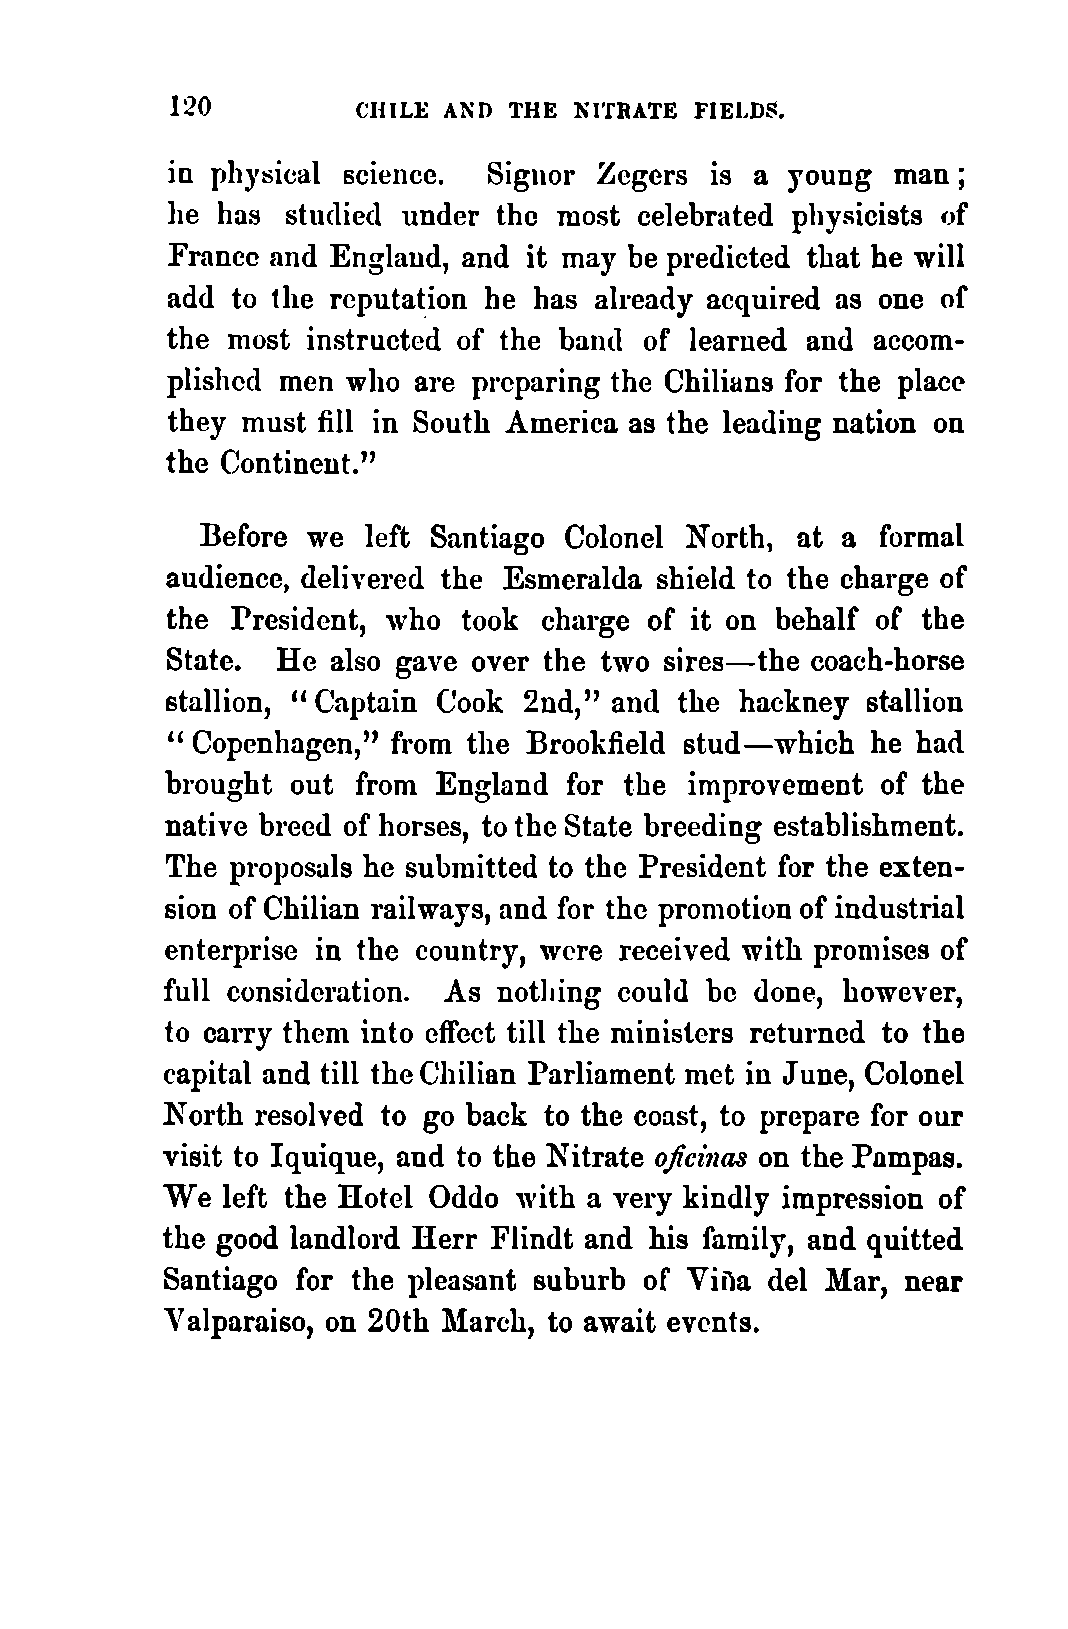 120 CHILE AND THE NITRATE FIELDS.
in physical science. Signor Zegers is a young man;
he has studied under the most celebrated physicists of
France and England, and it may be predicted that he will
add to the reputation he has already acquired as one of
the most instructed of the band of learned and accom-
plished men who are preparing the Chilians for the place
they must fill in South America as the leading nation on
the Continent."
Before we left Santiago Colonel North, at a formal
audience, delivered the Esmeralda shield to the charge of
the President, who took charge of it on behalf of the
State. He also gave over the two sires—the coach-horse
stallion, "Captain Cook 2nd," and the hackney stallion
"Copenhagen," from the Brookfield stud—which he had
brought out from England for the improvement of the
native breed of horses, to the State breeding establishment.
The proposals he submitted to the President for the exten-
sion of Chilian railways, and for the promotion of industrial
enterprise in the country, were received with promises of
full consideration. As nothing could be done, however,
to carry them into effect till the ministers returned to the
capital and till the Chilian Parliament met in June, Colonel
North resolved to go back to the coast, to prepare for our
visit to Iquique, and to the Nitrate oficinas on the Pampas.
We left the Hotel Oddo with a very kindly impression of
the good landlord Herr Flindt and his family, and quitted
Santiago for the pleasant suburb of Viña del Mar, near
Valparaiso, on 20th March, to await events.